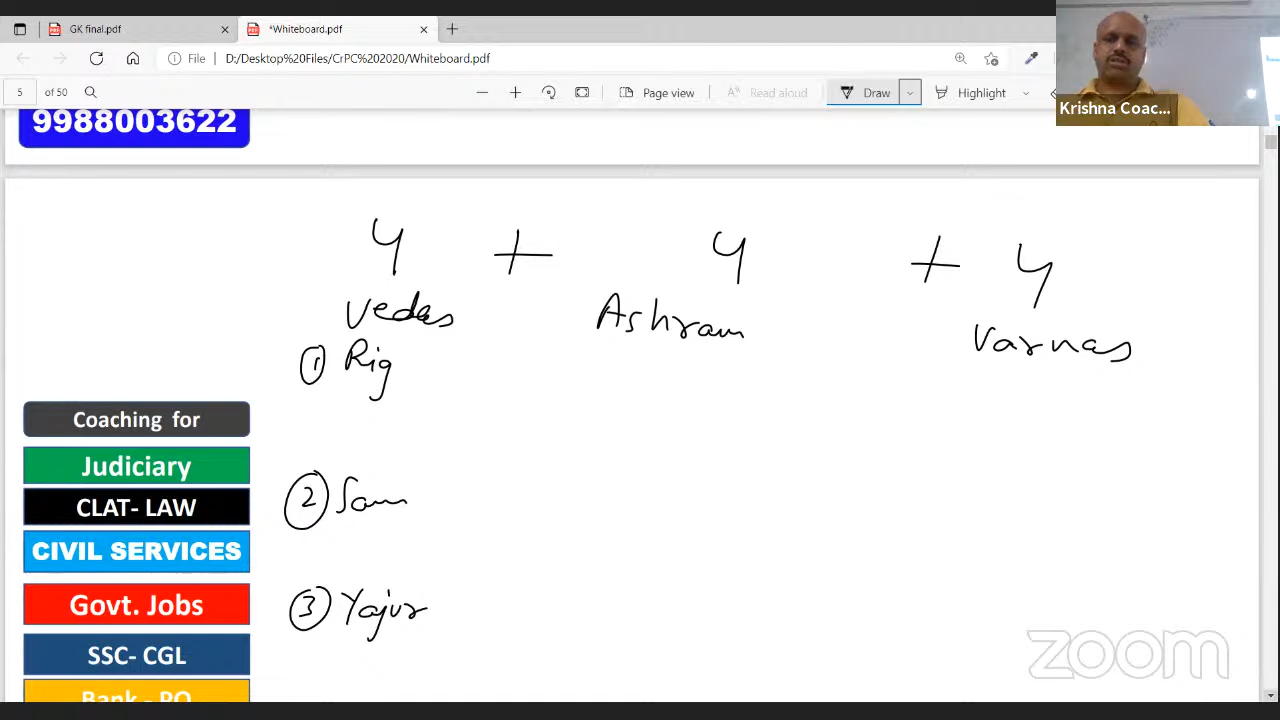 GK final.pdf
*Whiteboard.pdf
File D:/Desktop%20Files/CrPC%202020/Whiteboard.pdf
5 of 50
Page view
Read aloud
Draw
Highlight
Krishna Coac...
9988003622
4 + 4 + 4
Vedas Ashram Varnas
① Rig
Coaching for
Judiciary
CLAT- LAW
CIVIL SERVICES
Govt. Jobs
SSC- CGL
Bank - PO
② Sam
③ Yajur
zoom